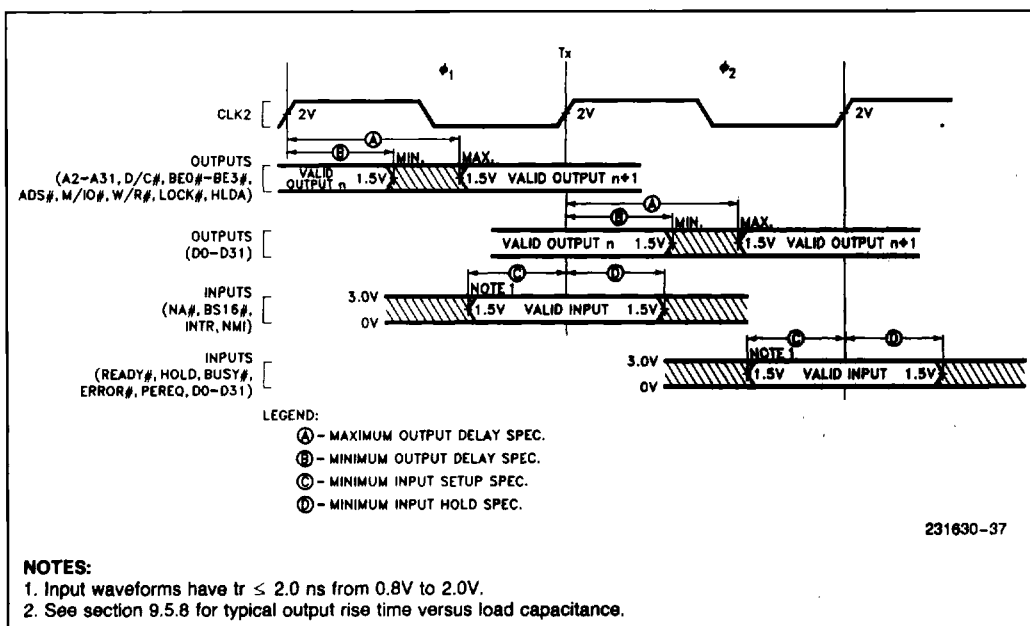 Tx
ϕ1
ϕ2
CLK2
2V
2V
2V
A
B
MIN.
MAX.
OUTPUTS
(A2-A31, D/C#, BE0#-BE3#,
ADS#, M/IO#, W/R#, LOCK#, HLDA)
VALID
OUTPUT n
1.5V
1.5V
VALID OUTPUT n+1
A
B
MIN.
MAX.
OUTPUTS
(D0-D31)
VALID OUTPUT n
1.5V
1.5V
VALID OUTPUT n+1
C
D
INPUTS
(NA#, BS16#,
INTR, NMI)
3.0V
0V
NOTE 1
1.5V
VALID INPUT
1.5V
C
D
INPUTS
(READY#, HOLD, BUSY#,
ERROR#, PEREQ, D0-D31)
3.0V
0V
NOTE 1
1.5V
VALID INPUT
1.5V
LEGEND:
A - MAXIMUM OUTPUT DELAY SPEC.
B - MINIMUM OUTPUT DELAY SPEC.
C - MINIMUM INPUT SETUP SPEC.
D - MINIMUM INPUT HOLD SPEC.
231630-37
NOTES:
1. Input waveforms have tr ≤ 2.0 ns from 0.8V to 2.0V.
2. See section 9.5.8 for typical output rise time versus load capacitance.